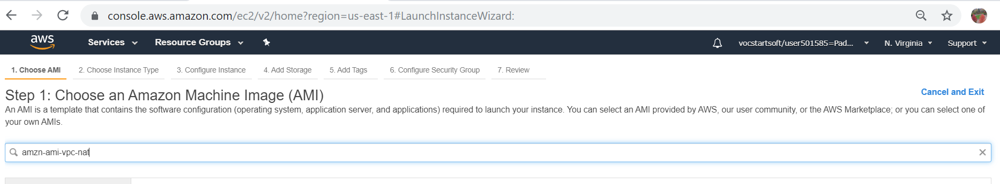 console.aws.amazon.com/ec2/v2/home?region=us-east-1#LaunchInstanceWizard:
aws Services Resource Groups vocstartsoft/user501585=Pad... N. Virginia Support
1. Choose AMI 2. Choose Instance Type 3. Configure Instance 4. Add Storage 5. Add Tags 6. Configure Security Group 7. Review
Step 1: Choose an Amazon Machine Image (AMI)
Cancel and Exit
An AMI is a template that contains the software configuration (operating system, application server, and applications) required to launch your instance. You can select an AMI provided by AWS, our user community, or the AWS Marketplace; or you can select one of
your own AMIs.
amzn-ami-vpc-nat